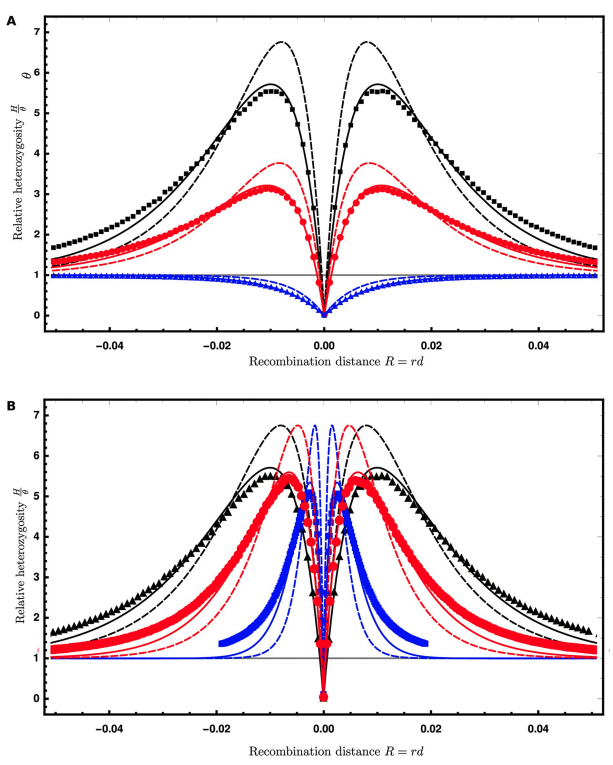 A
θ
Relative heterozygosity H/θ
7
6
5
4
3
2
1
0
−0.04 −0.02 0.00 0.02 0.04
Recombination distance R = rd
B
Relative heterozygosity H/θ
7
6
5
4
3
2
1
0
−0.04 −0.02 0.00 0.02 0.04
Recombination distance R = rd